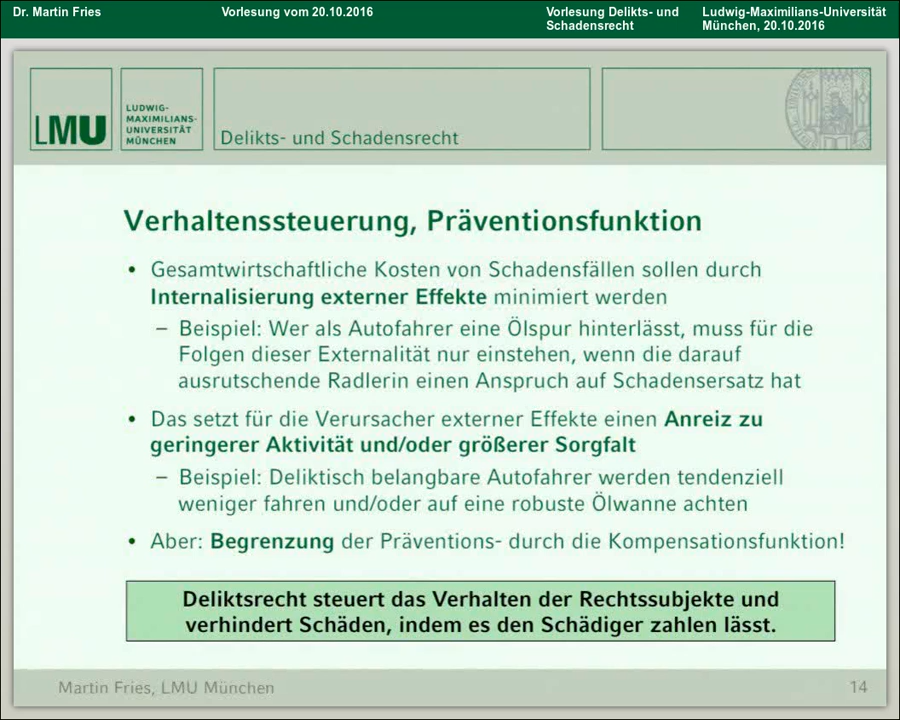 Dr. Martin Fries
Vorlesung vom 20.10.2016
Vorlesung Delikts- und
Schadensrecht
Ludwig-Maximilians-Universität
München, 20.10.2016
LMU
LUDWIG-
MAXIMILIANS-
UNIVERSITÄT
MÜNCHEN
Delikts- und Schadensrecht
Verhaltenssteuerung, Präventionsfunktion
• Gesamtwirtschaftliche Kosten von Schadensfällen sollen durch
Internalisierung externer Effekte minimiert werden
– Beispiel: Wer als Autofahrer eine Ölspur hinterlässt, muss für die
Folgen dieser Externalität nur einstehen, wenn die darauf
ausrutschende Radlerin einen Anspruch auf Schadensersatz hat
• Das setzt für die Verursacher externer Effekte einen Anreiz zu
geringerer Aktivität und/oder größerer Sorgfalt
– Beispiel: Deliktisch belangbare Autofahrer werden tendenziell
weniger fahren und/oder auf eine robuste Ölwanne achten
• Aber: Begrenzung der Präventions- durch die Kompensationsfunktion!
Deliktsrecht steuert das Verhalten der Rechtssubjekte und
verhindert Schäden, indem es den Schädiger zahlen lässt.
Martin Fries, LMU München
14